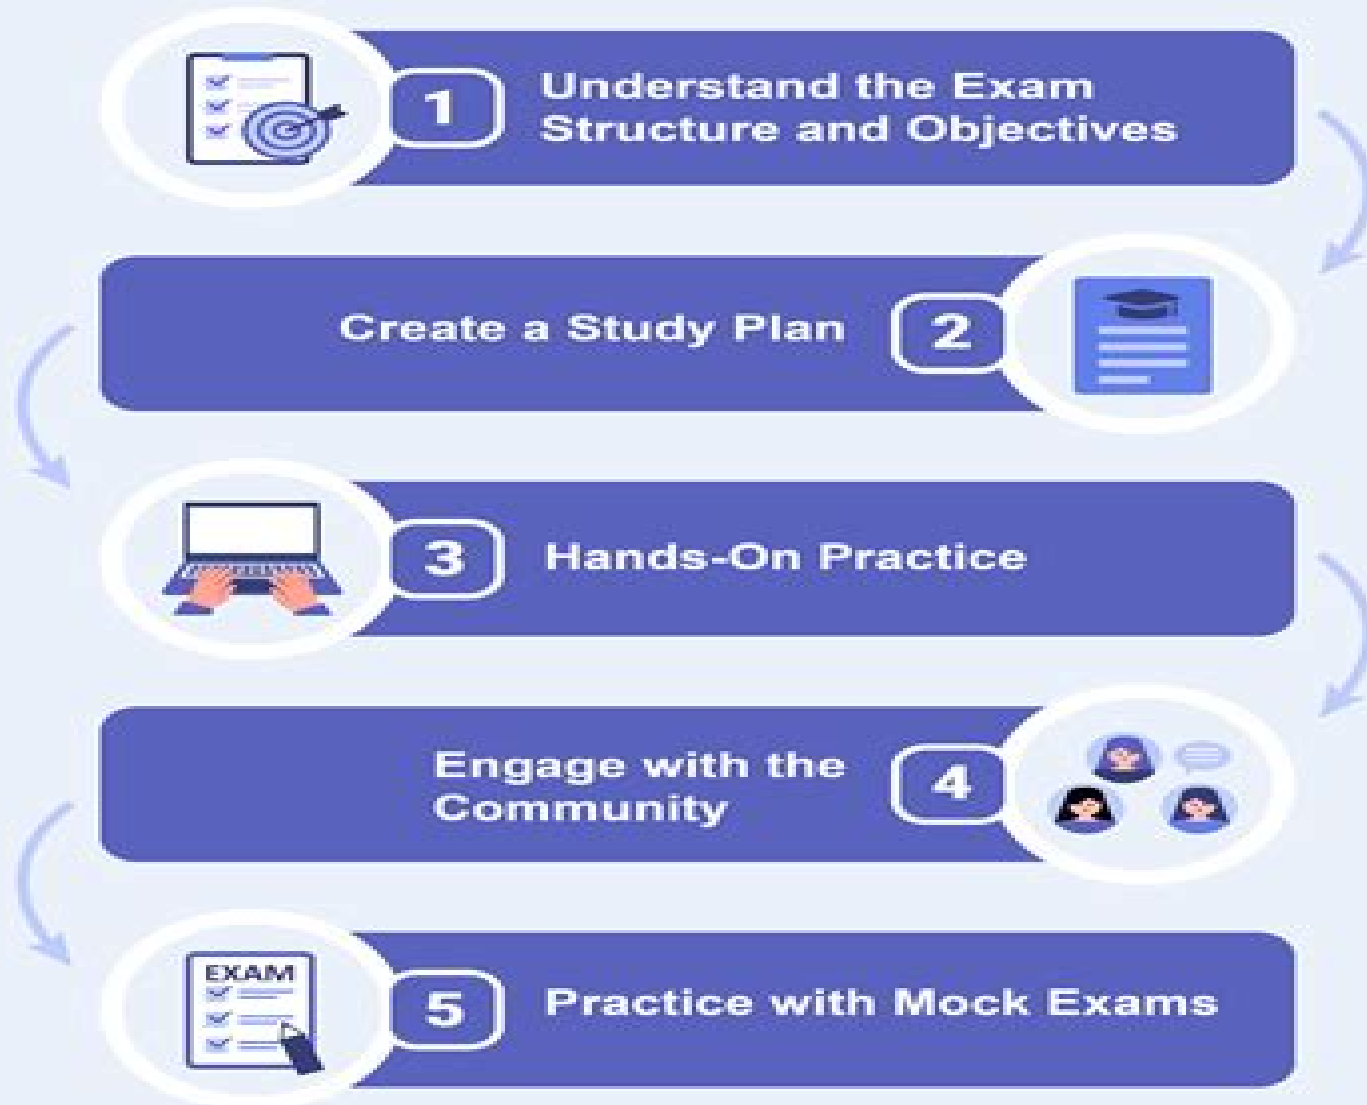 1
Understand the Exam
Structure and Objectives
Create a Study Plan
2
3
Hands-On Practice
Engage with the
Community
4
EXAM
5
Practice with Mock Exams